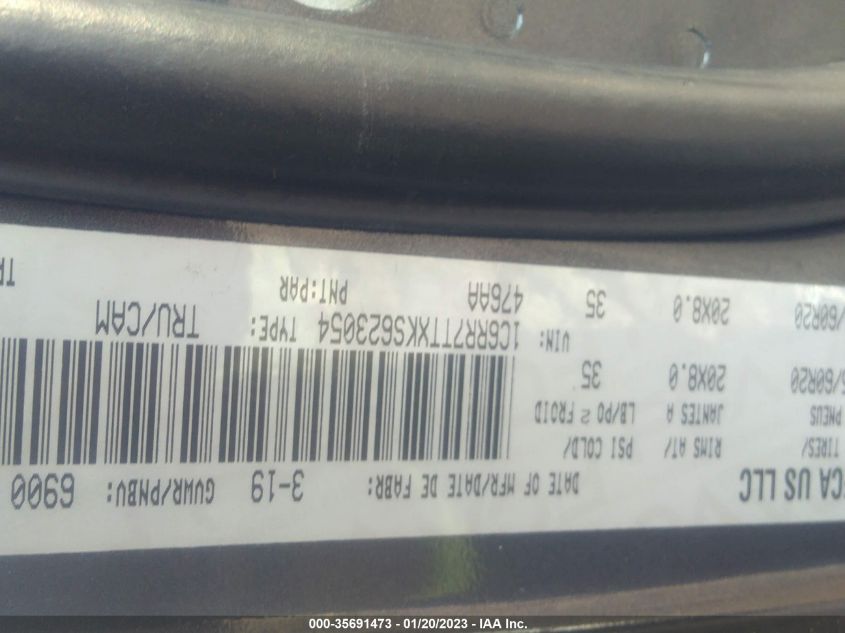 FCA US LLC DATE OF MFR/DATE DE FABR: 3-19 GVWR/PNBV: 6900
TIRES/ RIMS AT/ PSI COLD/
PNEUS JANTES A LB/PO 2 FROID
5/60R20 20X8.0 35
VIN: 1C6RR7TTXKS623054 TYPE: TRU/CAM
/60R20 20X8.0 35 476AA PNT:PAR
000-35691473 - 01/20/2023 - IAA Inc.